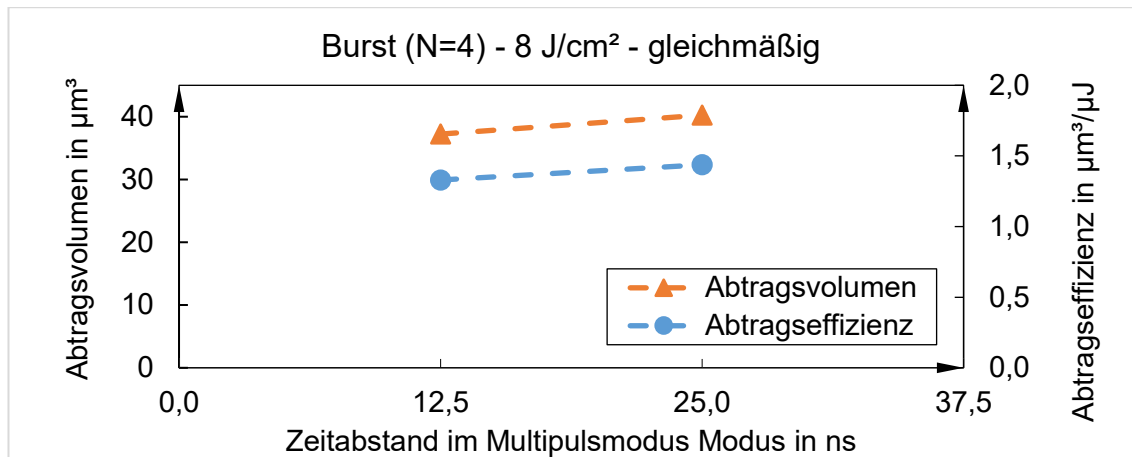 Burst (N=4) - 8 J/cm² - gleichmäßig
Abtragsvolumen in µm³
40
30
20
10
0
2,0
1,5
1,0
0,5
0,0
Abtragseffizienz in µm³/µJ
Abtragsvolumen
Abtragseffizienz
0,0 12,5 25,0 37,5
Zeitabstand im Multipulsmodus Modus in ns